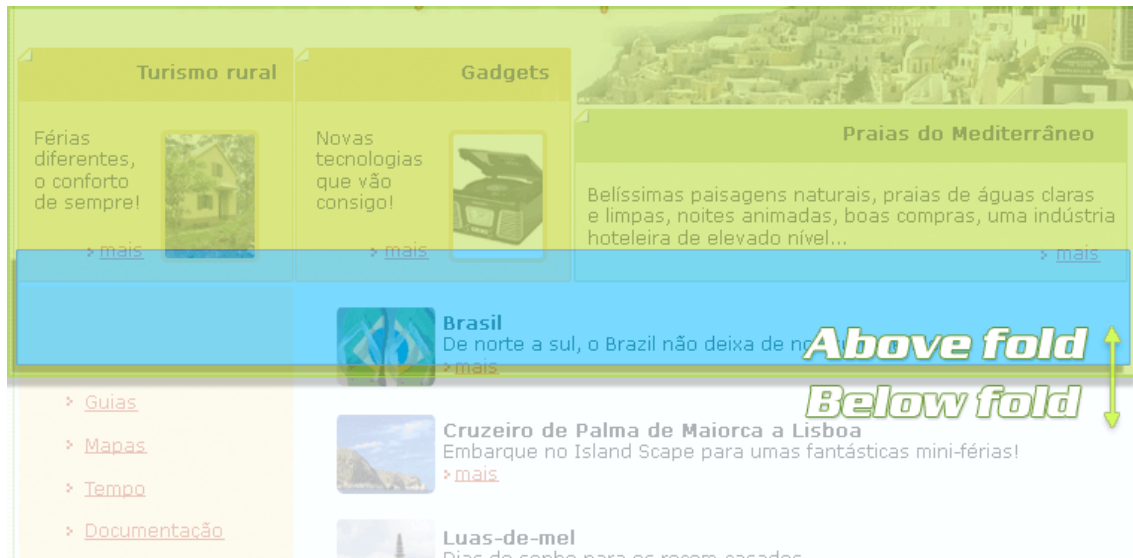 Turismo rural
Férias
diferentes,
o conforto
de sempre!
mais
Gadgets
Novas
tecnologias
que vão
consigo!
mais
Praias do Mediterrâneo
Belíssimas paisagens naturais, praias de águas claras
e limpas, noites animadas, boas compras, uma indústria
hoteleira de elevado nível...
mais
Brasil
De norte a sul, o Brazil não deixa de
mais
Above fold
Below fold
Guias
Mapas
Tempo
Documentação
Cruzeiro de Palma de Maiorca a Lisboa
Embarque no Island Scape para umas fantásticas mini-férias!
mais
Luas-de-mel